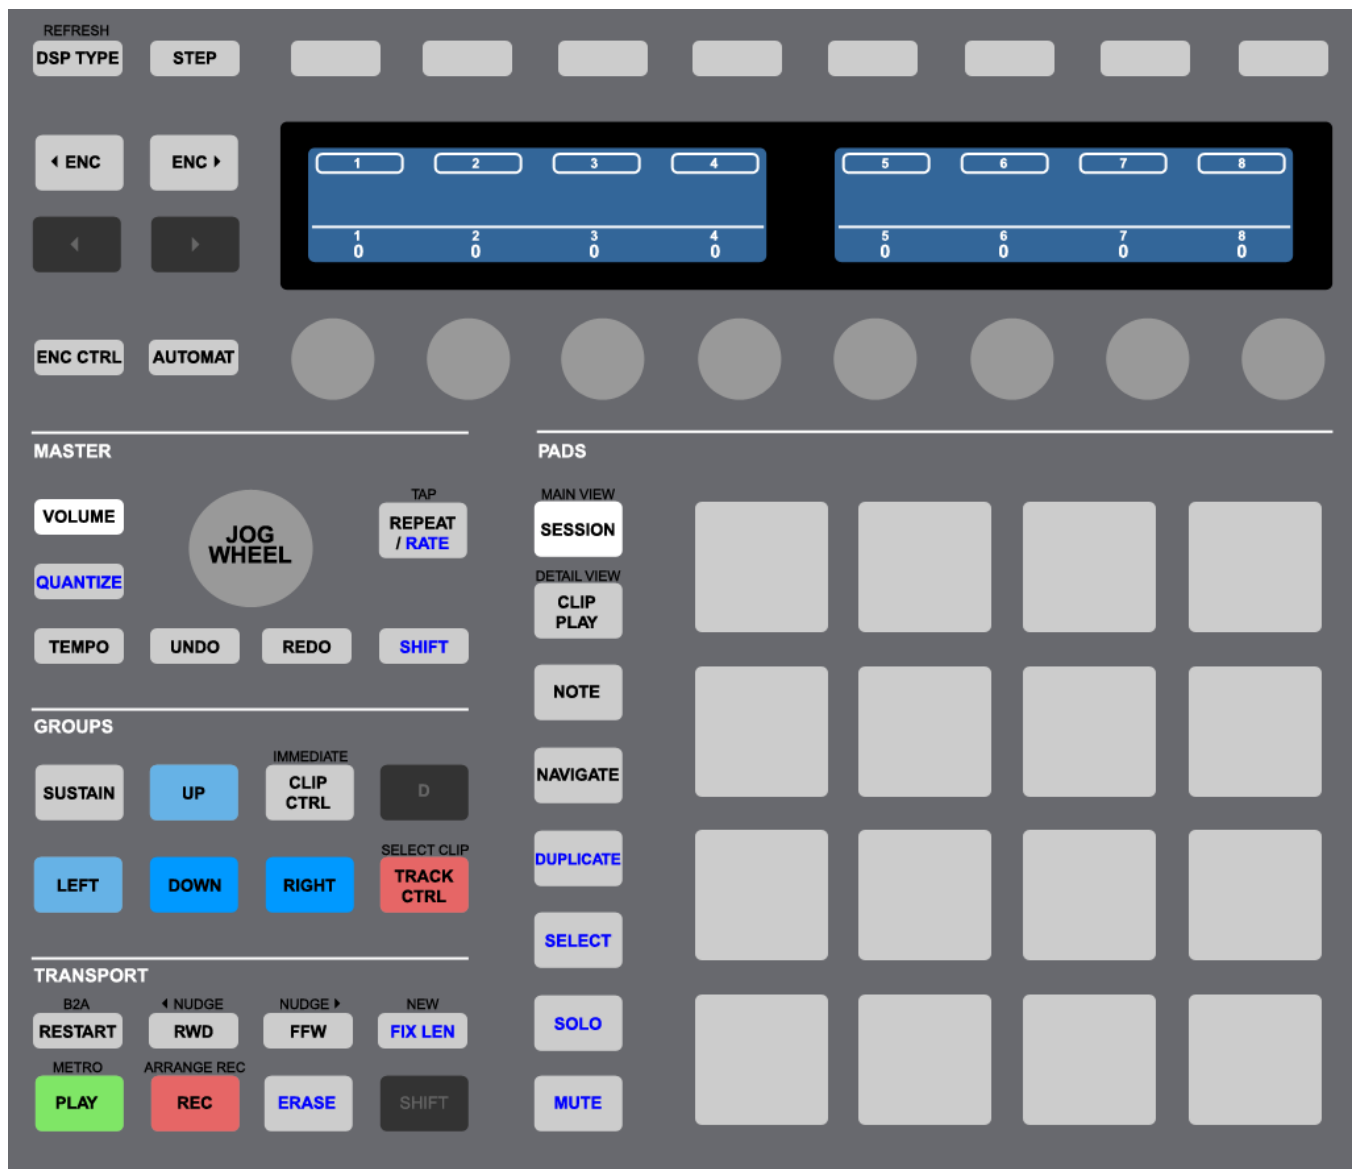 REFRESH
DSP TYPE
STEP
ENC
ENC
1 2 3 4 5 6 7 8
1 2 3 4 5 6 7 8
0 0 0 0 0 0 0 0
ENC CTRL
AUTOMAT
MASTER
VOLUME
JOG
WHEEL
TAP
REPEAT
/ RATE
QUANTIZE
TEMPO
UNDO
REDO
SHIFT
GROUPS
SUSTAIN
UP
IMMEDIATE
CLIP
CTRL
D
LEFT
DOWN
RIGHT
SELECT CLIP
TRACK
CTRL
TRANSPORT
B2A
RESTART
NUDGE
RWD
NUDGE
FFW
NEW
FIX LEN
METRO
PLAY
ARRANGE REC
REC
ERASE
SHIFT
PADS
MAIN VIEW
SESSION
DETAIL VIEW
CLIP
PLAY
NOTE
NAVIGATE
DUPLICATE
SELECT
SOLO
MUTE